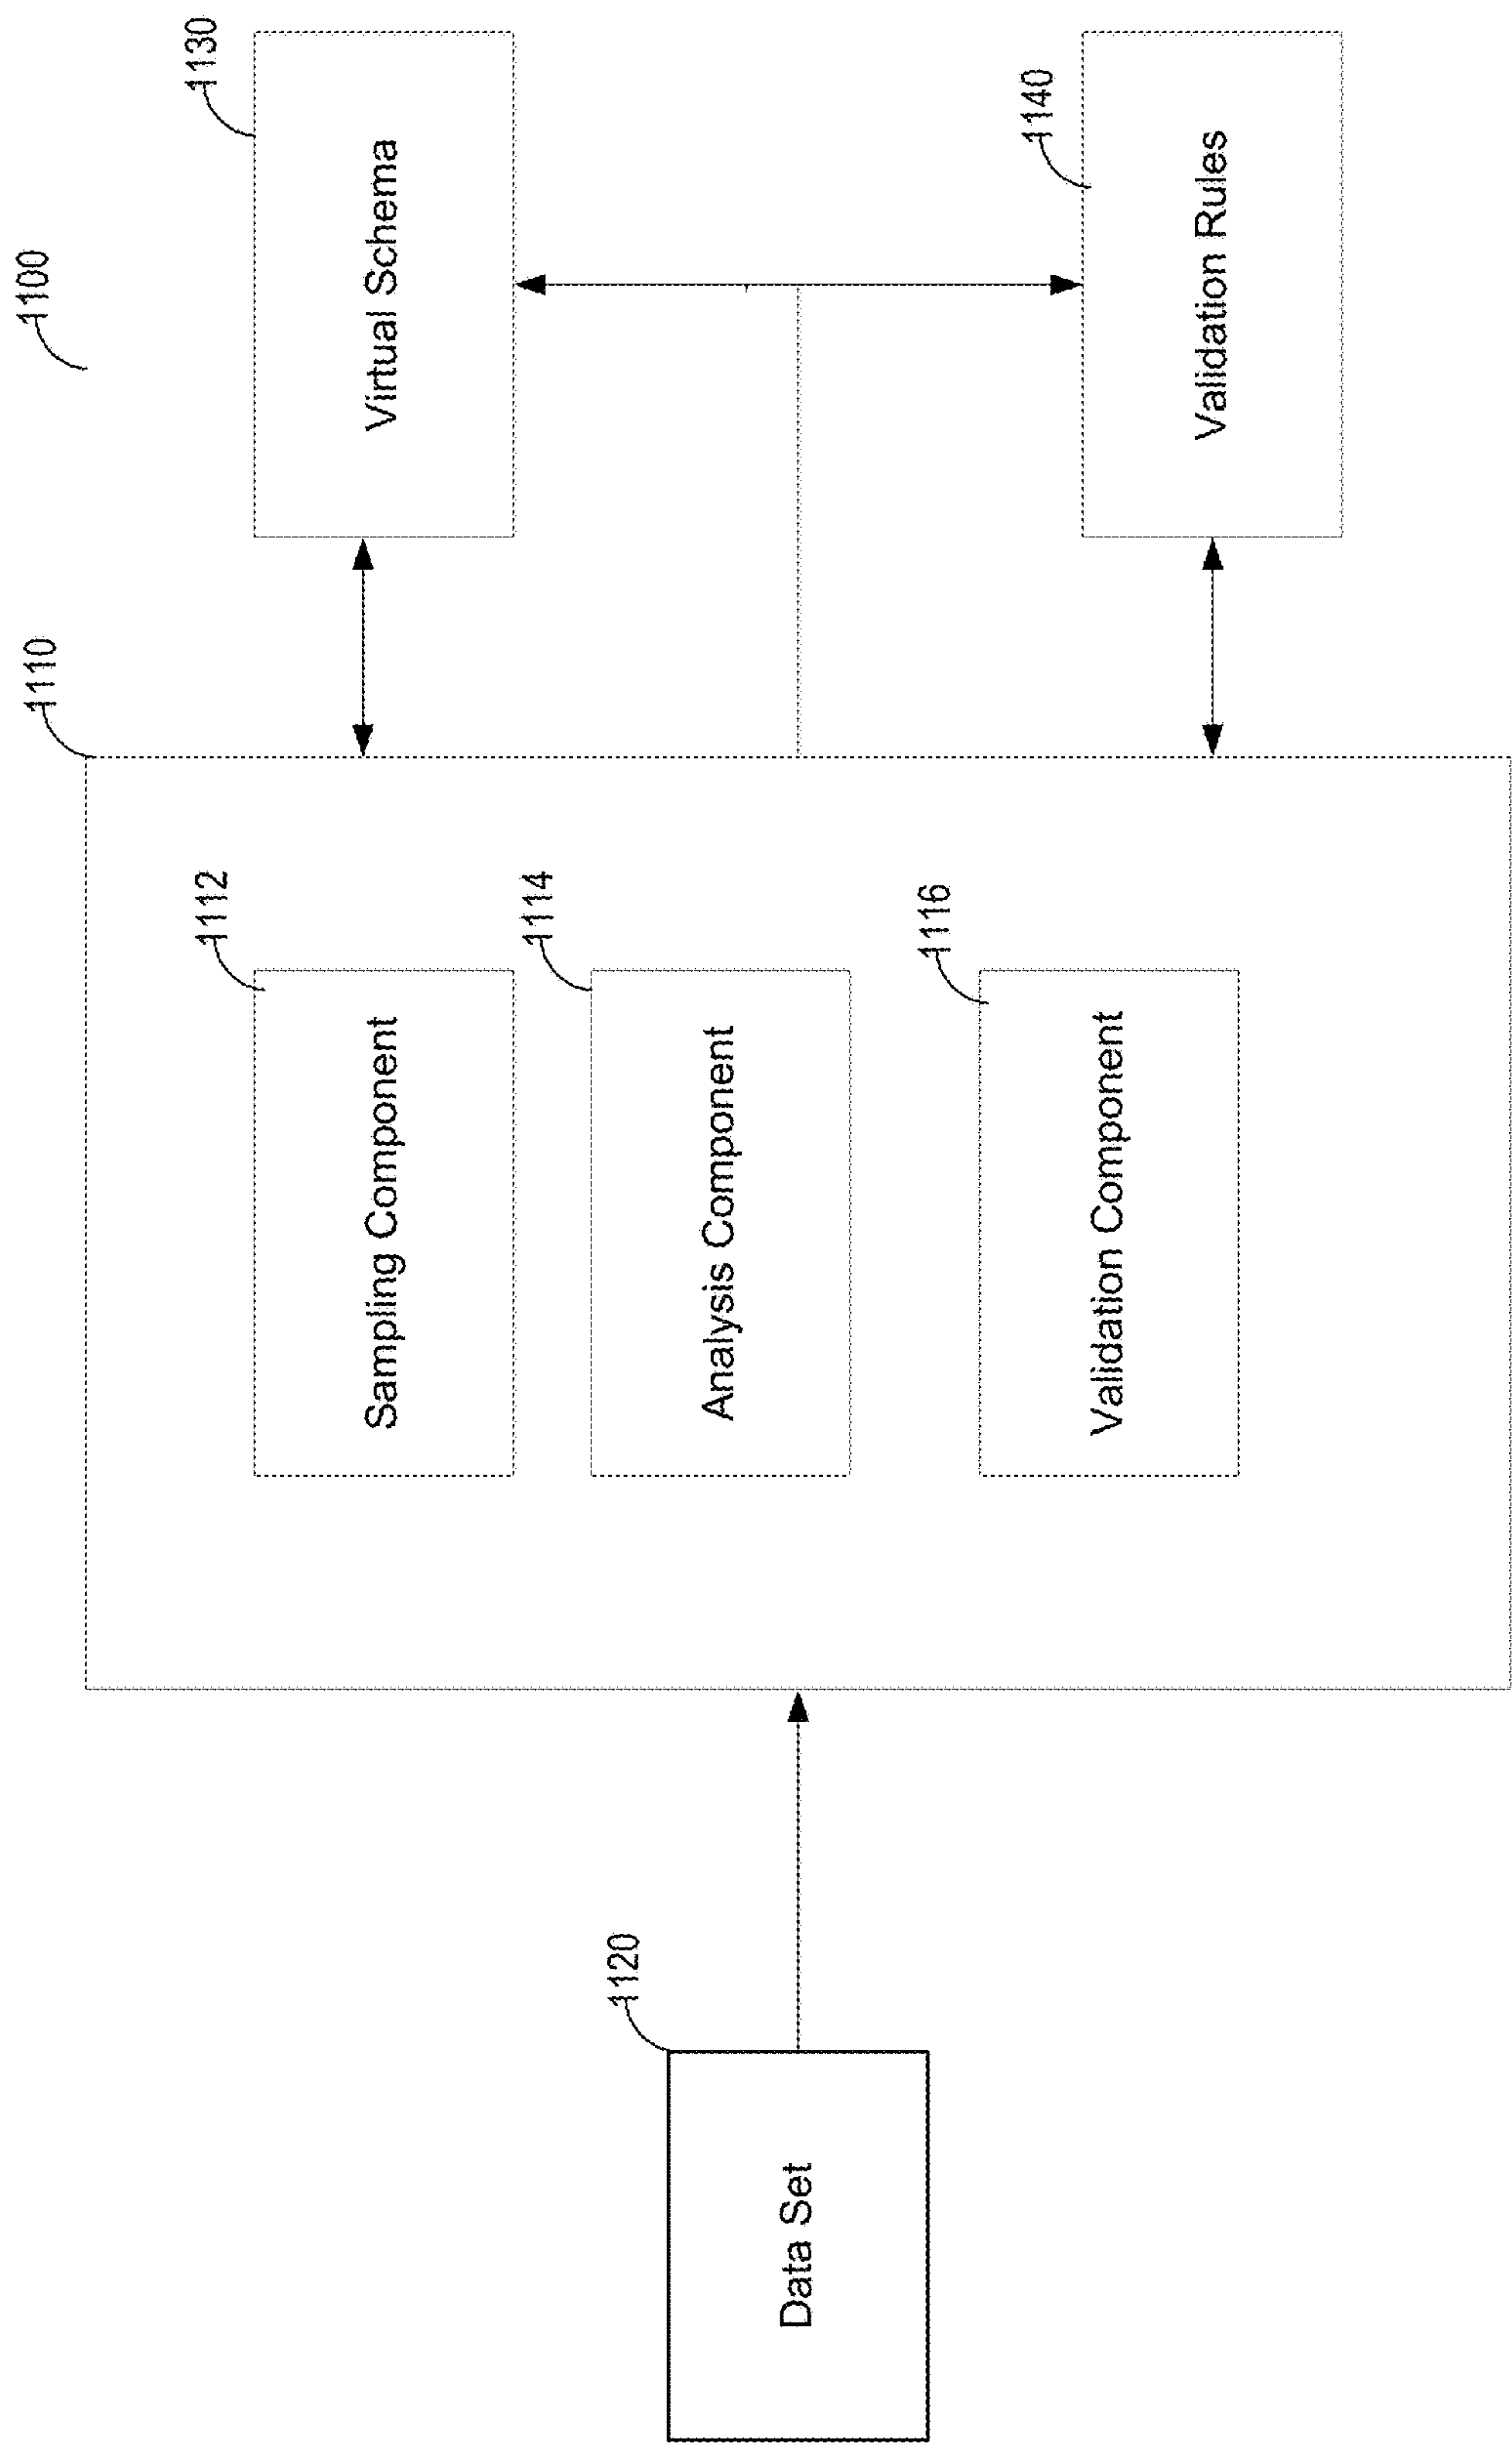 1100
1110
1130
1112
Sampling Component
Virtual Schema
1120
1114
Data Set
Analysis Component
1116
1140
Validation Component
Validation Rules